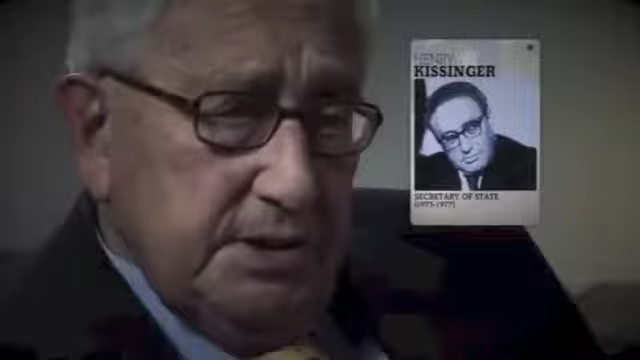 HENRY
KISSINGER
SECRETARY OF STATE
(1973-1977)